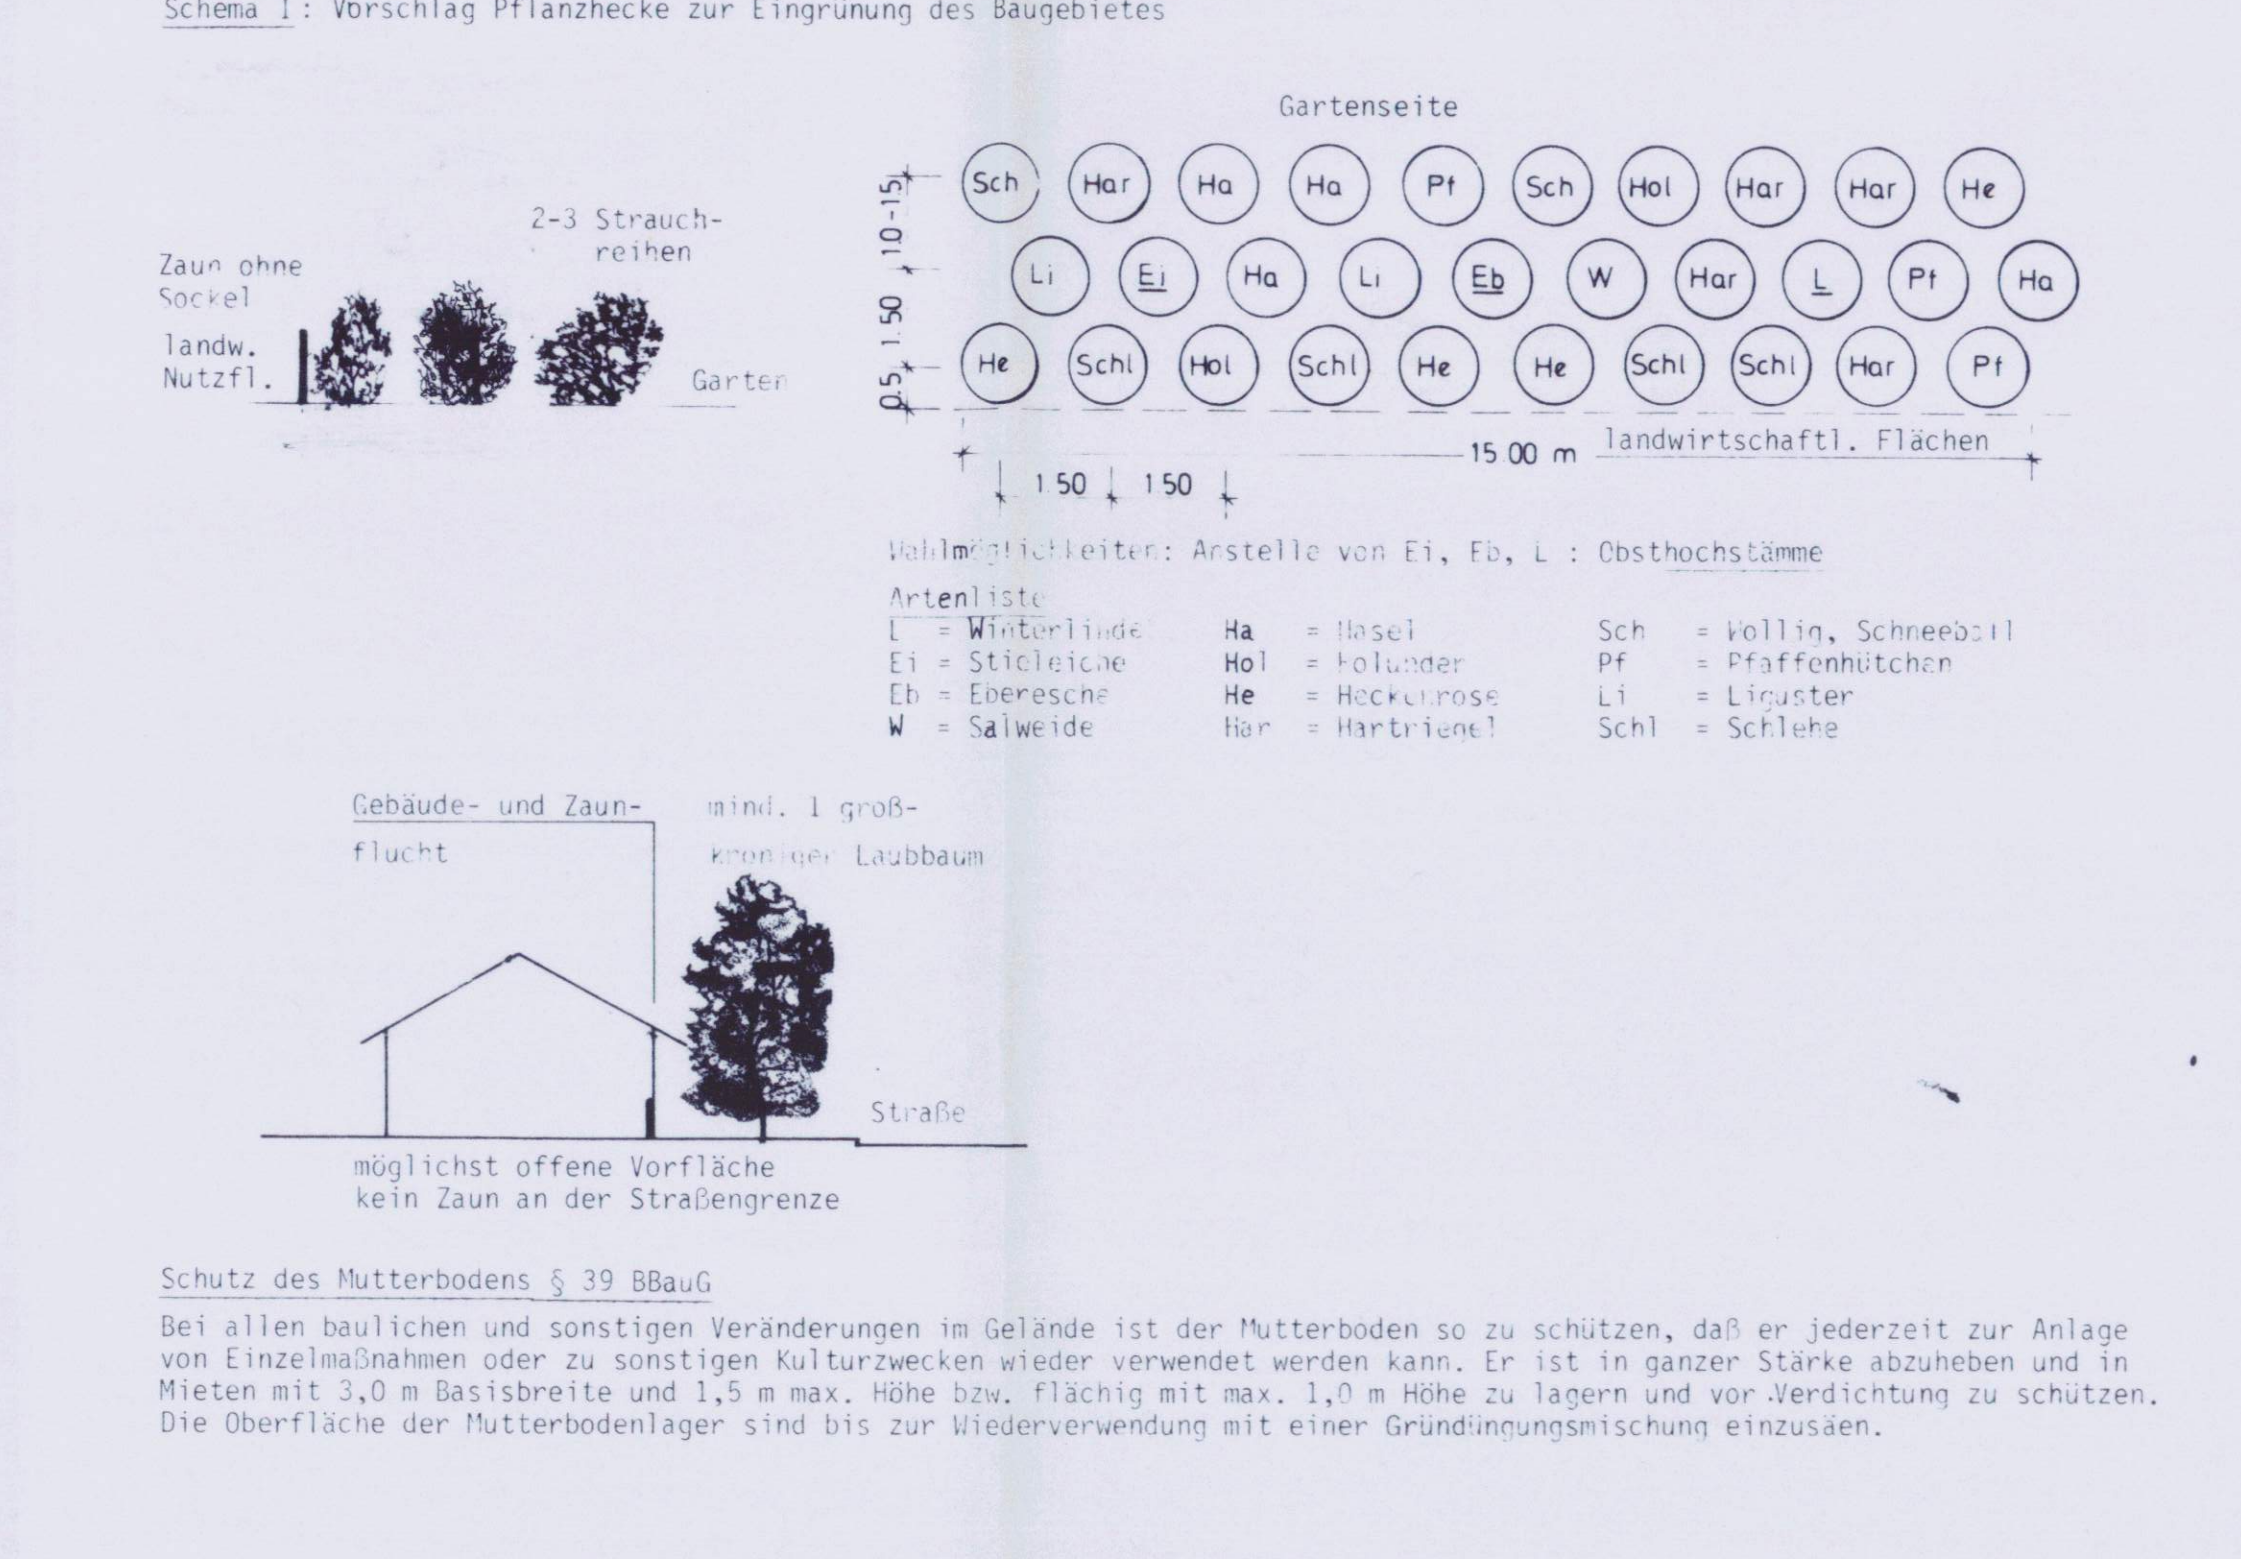 Schema 1: Vorschlag Pflanzhecke zur Eingrünung des Baugebietes
Gartenseite
2-3 Strauch-
reihen
Zaun ohne
Sockel
landw.
Nutzfl.
Garten
1.0-1.5
1.50
0.5
Sch Har Ha Ha Pf Sch Hol Har Har He
Li Ei Ha Li Eb W Har L Pf Ha
He Schl Hol Schl He He Schl Schl Har Pf
15.00 m landwirtschaftl. Flächen
1.50 1.50
Wahlmöglichkeiten: Anstelle von Ei, Eb, L : Obsthochstämme
Artenliste
L = Winterlinde Ha = Hasel Sch = Wollig, Schneeball
Ei = Stieleiche Hol = Holunder Pf = Pfaffenhütchen
Eb = Eberesche He = Heckenrose Li = Liguster
W = Salweide Har = Hartriegel Schl = Schlehe
Gebäude- und Zaun-
flucht
mind. 1 groß-
kroniger Laubbaum
Straße
möglichst offene Vorfläche
kein Zaun an der Straßengrenze
Schutz des Mutterbodens § 39 BBauG
Bei allen baulichen und sonstigen Veränderungen im Gelände ist der Mutterboden so zu schützen, daß er jederzeit zur Anlage
von Einzelmaßnahmen oder zu sonstigen Kulturzwecken wieder verwendet werden kann. Er ist in ganzer Stärke abzuheben und in
Mieten mit 3,0 m Basisbreite und 1,5 m max. Höhe bzw. flächig mit max. 1,0 m Höhe zu lagern und vor Verdichtung zu schützen.
Die Oberfläche der Mutterbodenlager sind bis zur Wiederverwendung mit einer Gründüngungsmischung einzusäen.